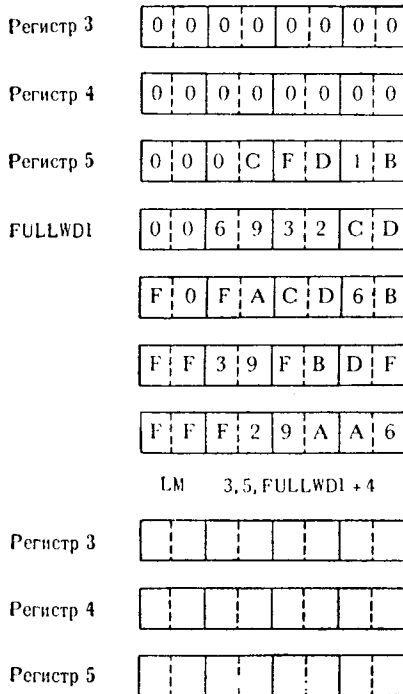 Регистр 3 0 0 0 0 0 0 0 0
Регистр 4 0 0 0 0 0 0 0 0
Регистр 5 0 0 0 C F D 1 B
FULLWD1 0 0 6 9 3 2 C D
F 0 F A C D 6 B
F F 3 9 F B D F
F F F 2 9 A A 6
LM 3,5,FULLWD1 + 4
Регистр 3
Регистр 4
Регистр 5